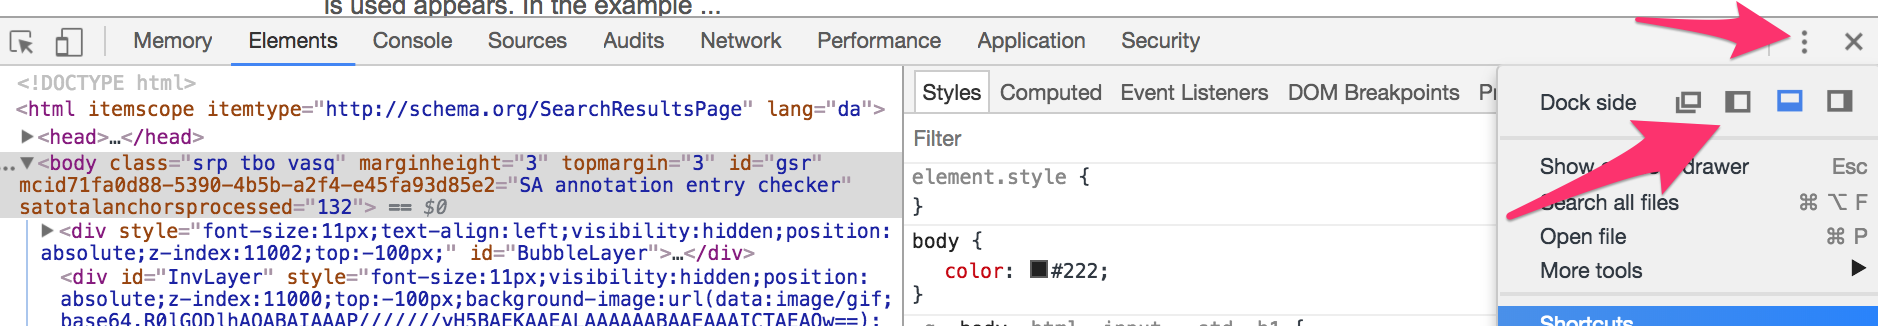 is used appears. In the example ...
Memory Elements Console Sources Audits Network Performance Application Security
<!DOCTYPE html>
<html itemscope itemtype="http://schema.org/SearchResultsPage" lang="da">
▶<head>…</head>
…▼<body class="srp tbo vasq" marginheight="3" topmargin="3" id="gsr"
mcid71fa0d88-5390-4b5b-a2f4-e45fa93d85e2="SA annotation entry checker"
satotalanchorsprocessed="132"> == $0
▶<div style="font-size:11px;text-align:left;visibility:hidden;position:
absolute;z-index:11002;top:-100px;" id="BubbleLayer">…</div>
<div id="InvLayer" style="font-size:11px;visibility:hidden;position:
absolute;z-index:11000;top:-100px;background-image:url(data:image/gif;
Styles Computed Event Listeners DOM Breakpoints
Filter
element.style {
}
body {
color: #222;
}
Dock side
Show drawer Esc
Search all files ⌘ ⌥ F
Open file ⌘ P
More tools ▶
Shortcuts